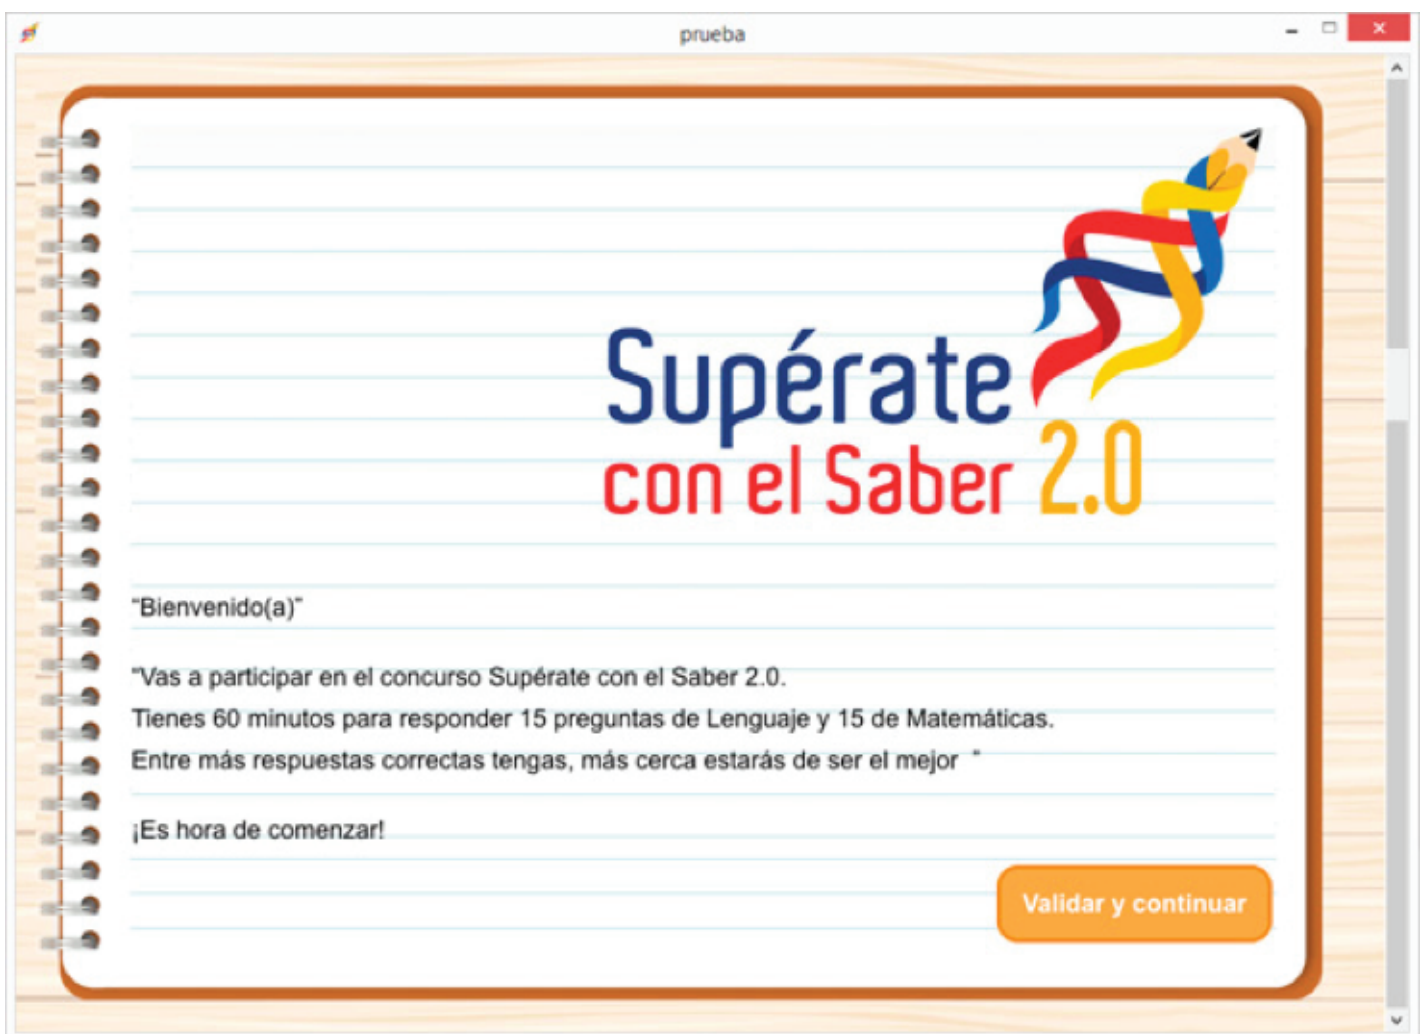 prueba
Supérate
con el Saber 2.0
"Bienvenido(a)"
"Vas a participar en el concurso Supérate con el Saber 2.0.
Tienes 60 minutos para responder 15 preguntas de Lenguaje y 15 de Matemáticas.
Entre más respuestas correctas tengas, más cerca estarás de ser el mejor "
¡Es hora de comenzar!
Validar y continuar